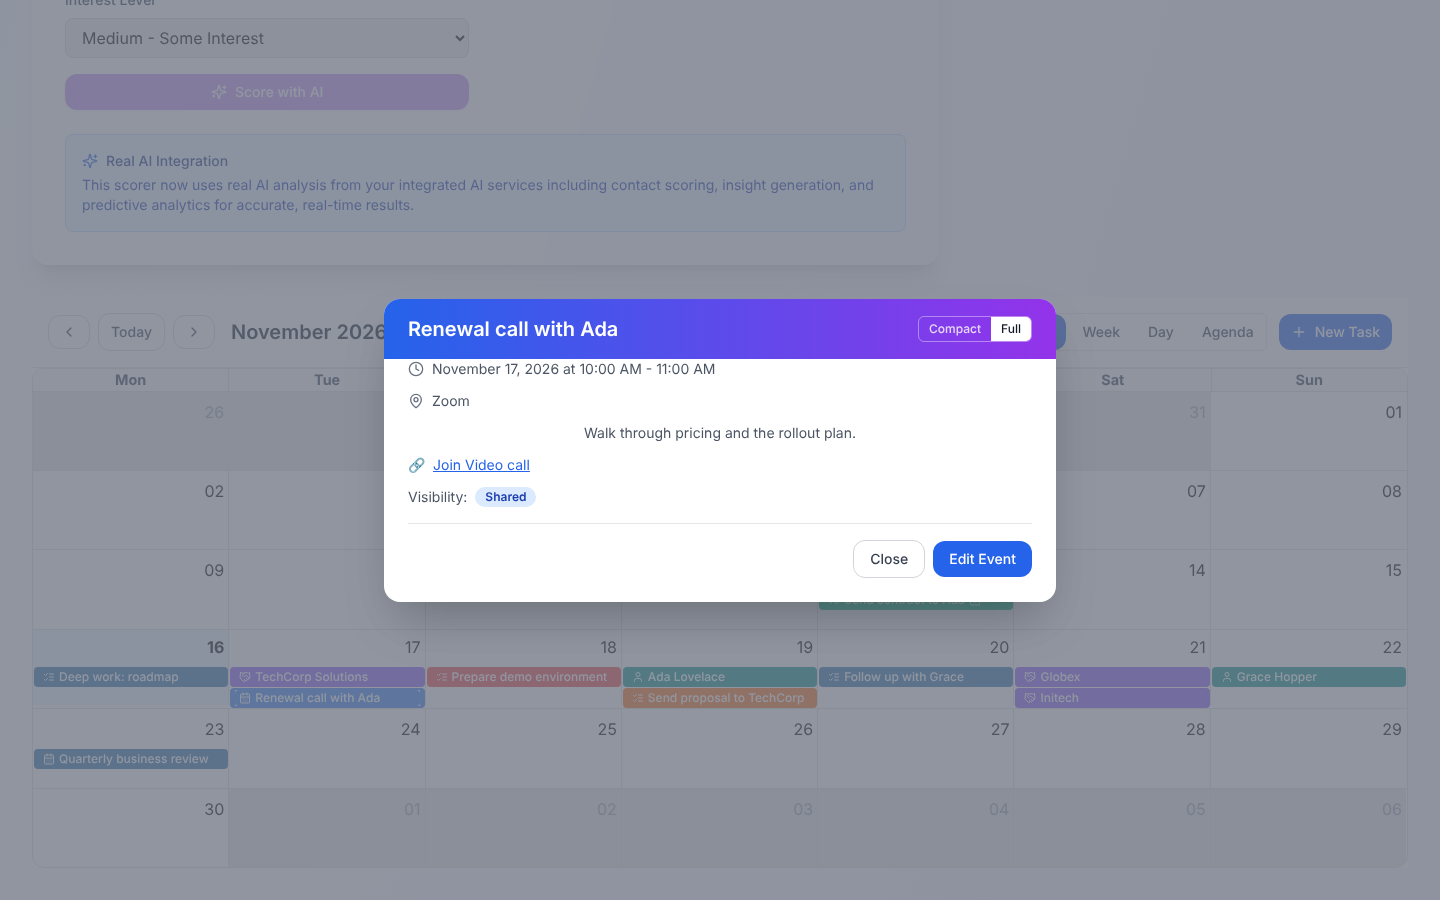 Interest Level
Medium - Some Interest
Score with AI
Real AI Integration
This scorer now uses real AI analysis from your integrated AI services including contact scoring, insight generation, and
predictive analytics for accurate, real-time results.
Today
November 2026
Week
Day
Agenda
New Task
Renewal call with Ada
Compact
Full
November 17, 2026 at 10:00 AM - 11:00 AM
Zoom
Walk through pricing and the rollout plan.
Join Video call
Visibility:
Shared
Close
Edit Event
Mon
Tue
Sat
Sun
26
31
01
02
07
08
09
14
15
16
17
18
19
20
21
22
Deep work: roadmap
TechCorp Solutions
Prepare demo environment
Ada Lovelace
Follow up with Grace
Globex
Grace Hopper
Renewal call with Ada
Send proposal to TechCorp
Initech
23
24
25
26
27
28
29
Quarterly business review
30
01
02
03
04
05
06